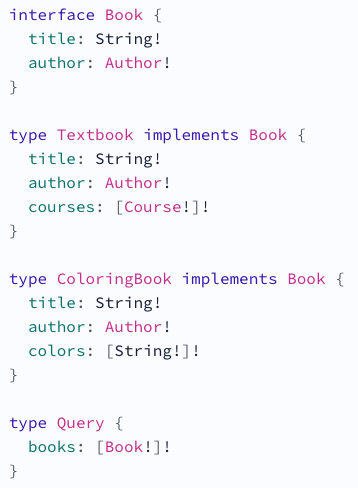 interface Book {
  title: String!
  author: Author!
}

type Textbook implements Book {
  title: String!
  author: Author!
  courses: [Course!]!
}

type ColoringBook implements Book {
  title: String!
  author: Author!
  colors: [String!]!
}

type Query {
  books: [Book!]!
}